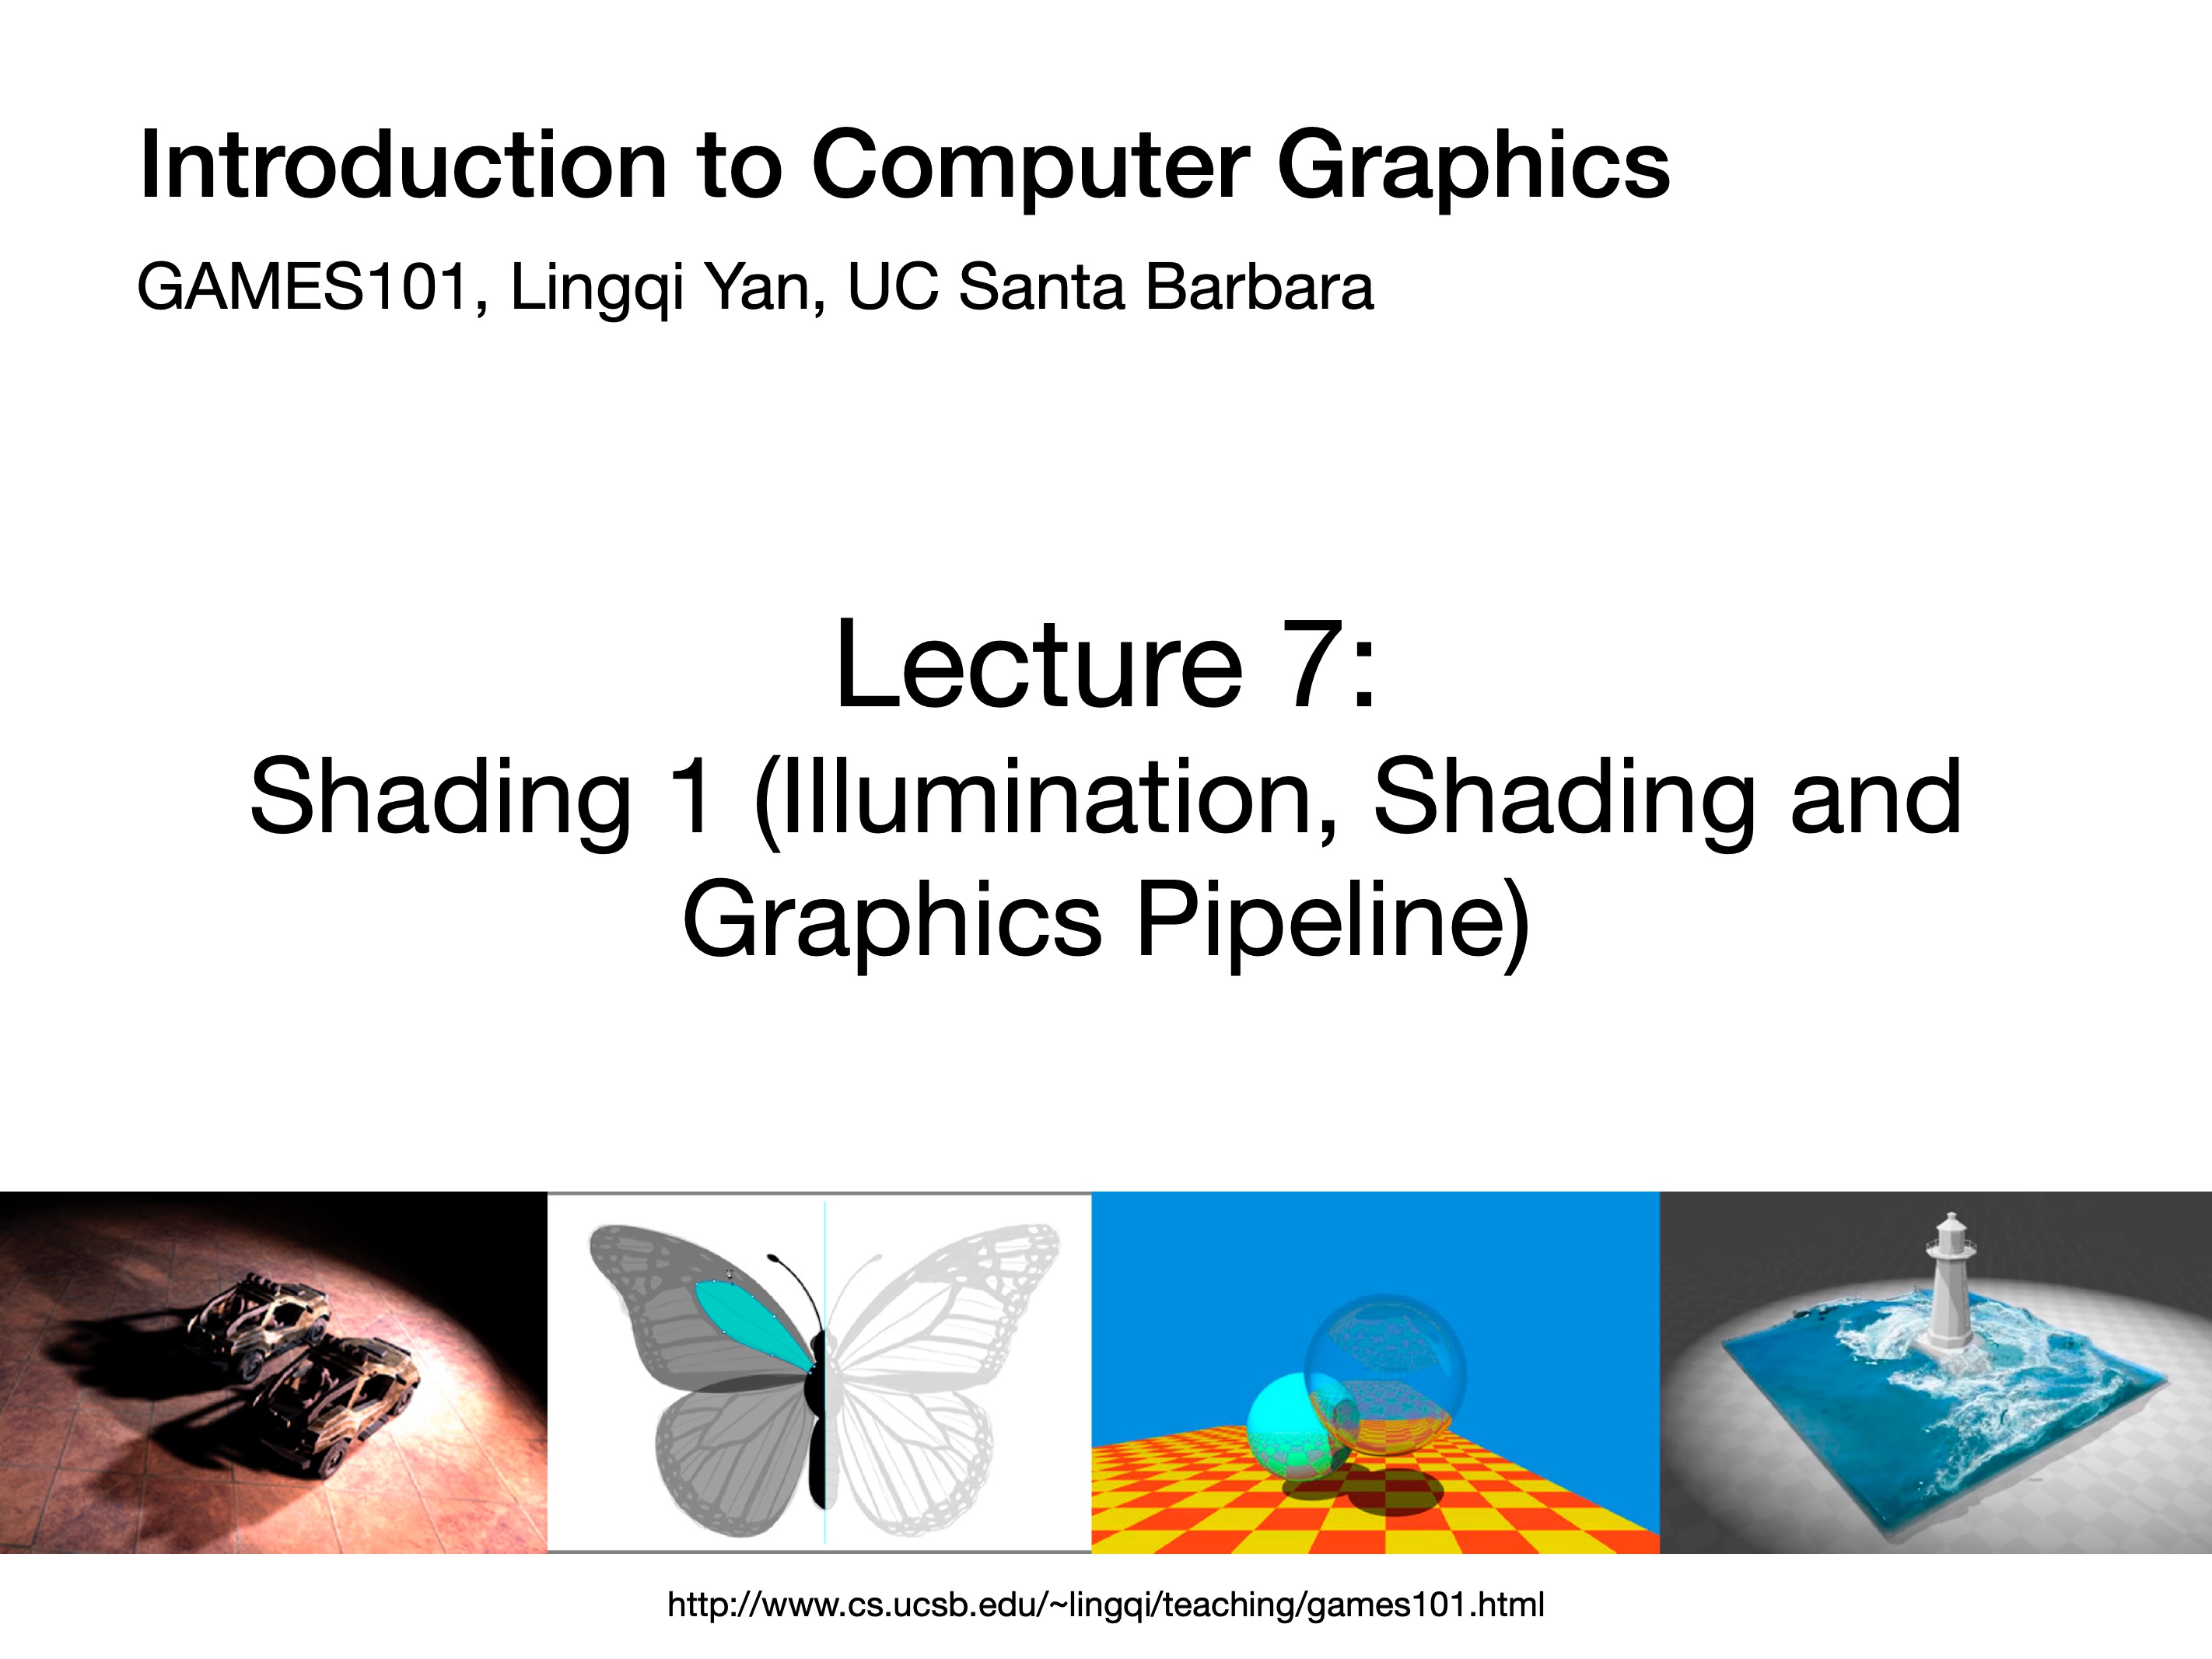 Introduction to Computer Graphics
GAMES101, Lingqi Yan, UC Santa Barbara
Lecture 7:
Shading 1 (Illumination, Shading and
Graphics Pipeline)
http://www.cs.ucsb.edu/~lingqi/teaching/games101.html